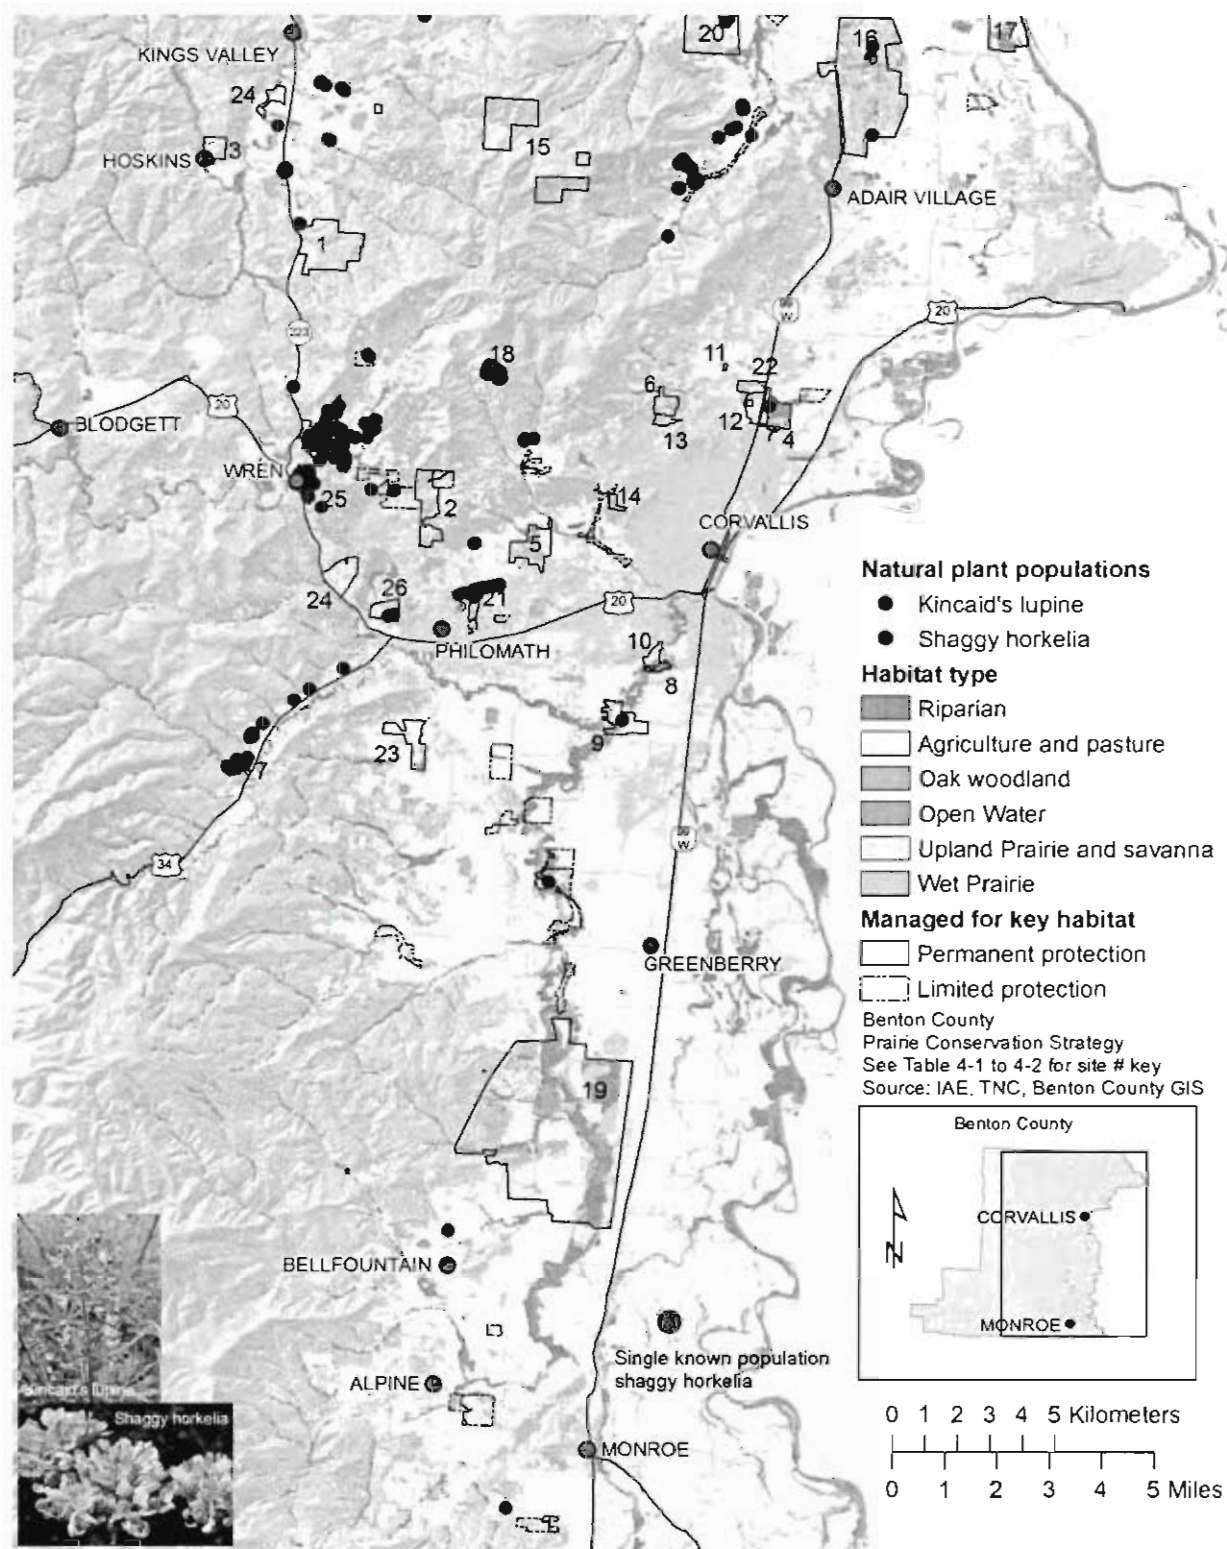 20
16
17
KINGS VALLEY
24
3
HOSKINS
15
ADAIR VILLAGE
1
223
99 W
20
18
11
22
6
12
4
13
20
BLODGETT
WREN
25
2
14
CORVALLIS
5
24
26
21
20
PHILOMATH
10
8
9
23
7
34
99 W
GREENBERRY
19
BELLFOUNTAIN
ALPINE
Single known population
shaggy horkelia
MONROE
Natural plant populations
Kincaid's lupine
Shaggy horkelia
Habitat type
Riparian
Agriculture and pasture
Oak woodland
Open Water
Upland Prairie and savanna
Wet Prairie
Managed for key habitat
Permanent protection
Limited protection
Benton County
Prairie Conservation Strategy
See Table 4-1 to 4-2 for site # key
Source: IAE, TNC, Benton County GIS
Benton County
CORVALLIS
N
MONROE
0 1 2 3 4 5 Kilometers
0 1 2 3 4 5 Miles
Kincaid's lupine
Shaggy horkelia